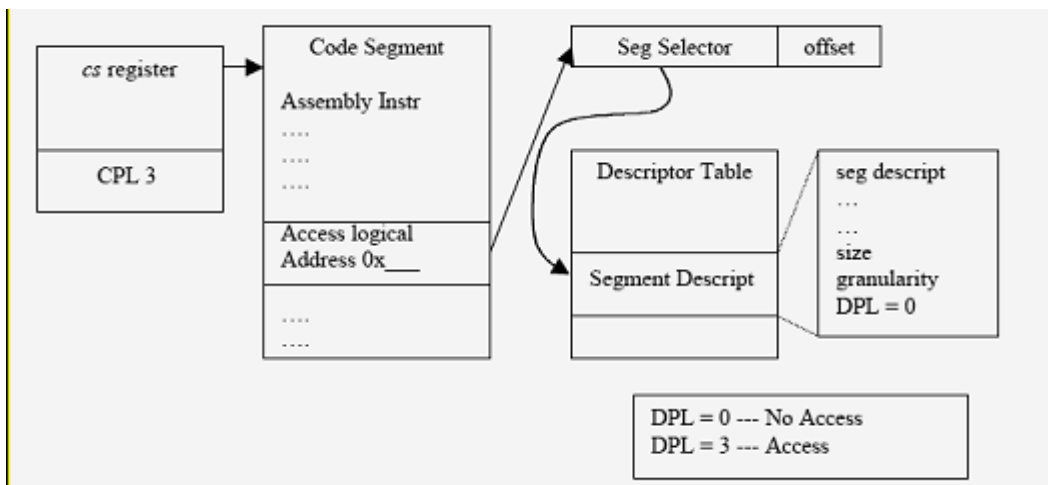 cs register
CPL 3
Code Segment
Assembly Instr
....
....
....
Access logical
Address 0x___
....
....
Seg Selector
offset
Descriptor Table
Segment Descript
seg descript
...
...
size
granularity
DPL = 0
DPL = 0 --- No Access
DPL = 3 --- Access